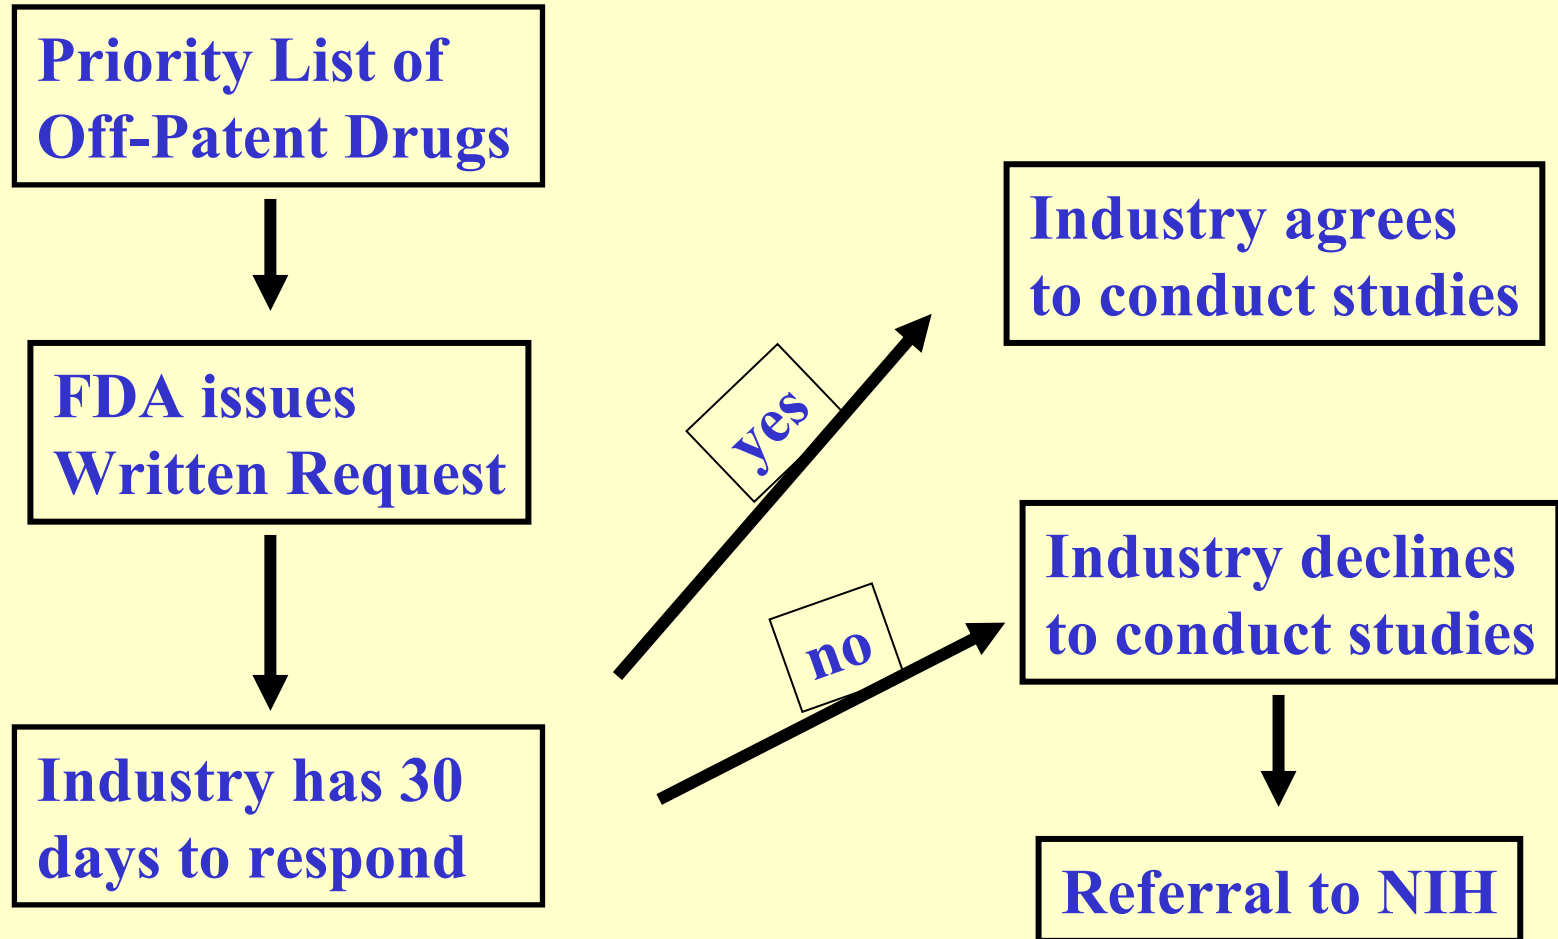 Priority List of
Off-Patent Drugs
FDA issues
Written Request
Industry has 30
days to respond
yes
Industry agrees
to conduct studies
no
Industry declines
to conduct studies
Referral to NIH